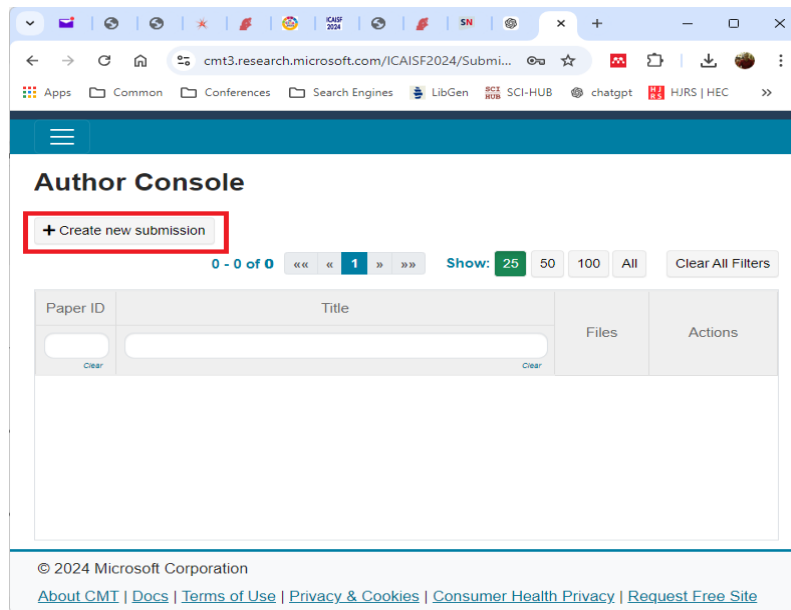 ICAISF 2024
SN
cmt3.research.microsoft.com/ICAISF2024/Submi...
Apps Common Conferences Search Engines LibGen SCI HUB SCI-HUB chatgpt HJRS HJRS | HEC »
Author Console
+ Create new submission
0 - 0 of 0 «« « 1 » »» Show: 25 50 100 All Clear All Filters
Paper ID Title Files Actions
Clear Clear
© 2024 Microsoft Corporation
About CMT | Docs | Terms of Use | Privacy & Cookies | Consumer Health Privacy | Request Free Site